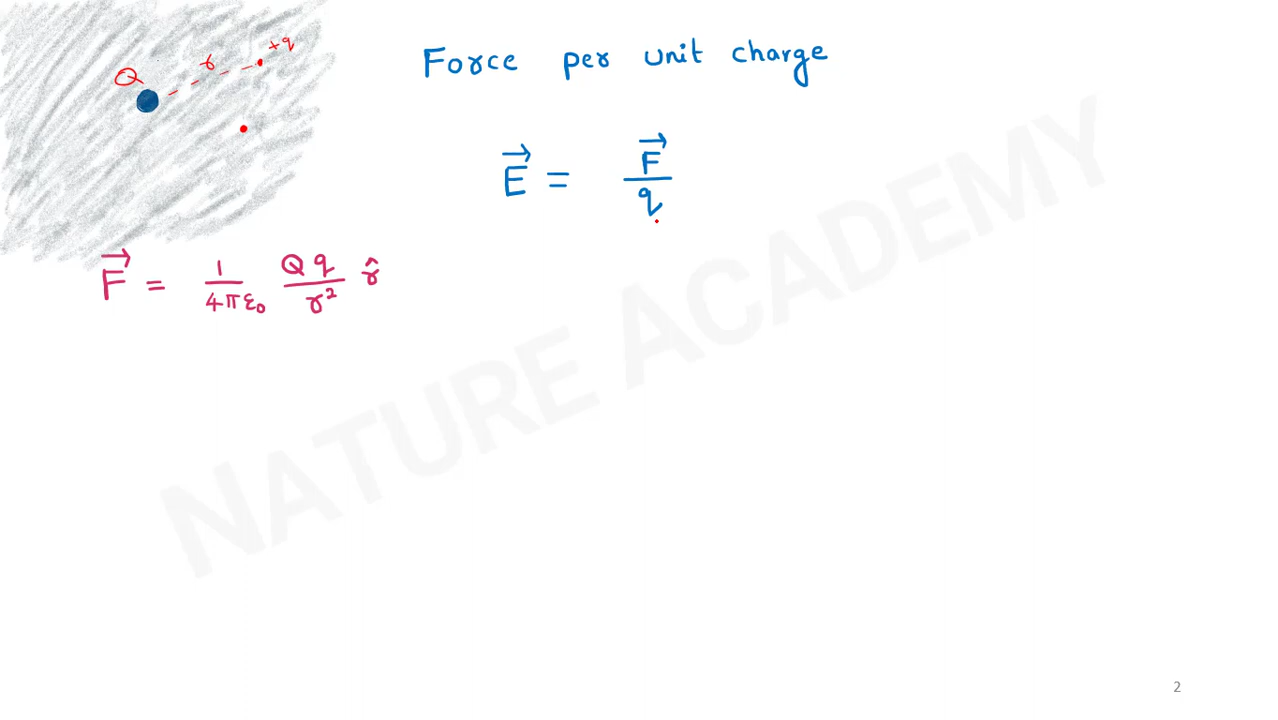 Q r +q
Force per unit charge
E⃗ = F⃗ / q
F⃗ = 1/4πε₀ Qq/r² r̂
NATURE ACADEMY
2